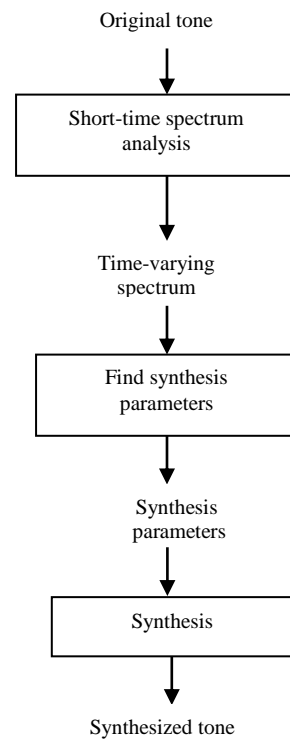 Original tone
Short-time spectrum
analysis
Time-varying
spectrum
Find synthesis
parameters
Synthesis
parameters
Synthesis
Synthesized tone